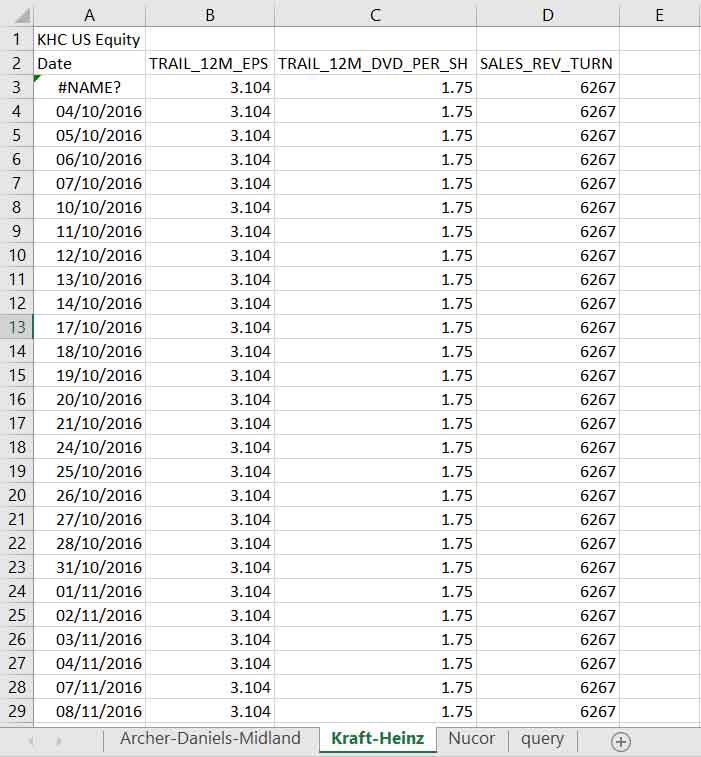 A B C D E
1 KHC US Equity
2 Date TRAIL_12M_EPS TRAIL_12M_DVD_PER_SH SALES_REV_TURN
3 #NAME? 3.104 1.75 6267
4 04/10/2016 3.104 1.75 6267
5 05/10/2016 3.104 1.75 6267
6 06/10/2016 3.104 1.75 6267
7 07/10/2016 3.104 1.75 6267
8 10/10/2016 3.104 1.75 6267
9 11/10/2016 3.104 1.75 6267
10 12/10/2016 3.104 1.75 6267
11 13/10/2016 3.104 1.75 6267
12 14/10/2016 3.104 1.75 6267
13 17/10/2016 3.104 1.75 6267
14 18/10/2016 3.104 1.75 6267
15 19/10/2016 3.104 1.75 6267
16 20/10/2016 3.104 1.75 6267
17 21/10/2016 3.104 1.75 6267
18 24/10/2016 3.104 1.75 6267
19 25/10/2016 3.104 1.75 6267
20 26/10/2016 3.104 1.75 6267
21 27/10/2016 3.104 1.75 6267
22 28/10/2016 3.104 1.75 6267
23 31/10/2016 3.104 1.75 6267
24 01/11/2016 3.104 1.75 6267
25 02/11/2016 3.104 1.75 6267
26 03/11/2016 3.104 1.75 6267
27 04/11/2016 3.104 1.75 6267
28 07/11/2016 3.104 1.75 6267
29 08/11/2016 3.104 1.75 6267
Archer-Daniels-Midland Kraft-Heinz Nucor query